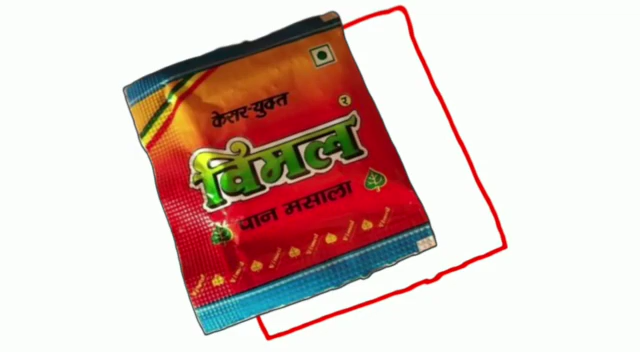 केसर-युक्त
विमल
पान मसाला